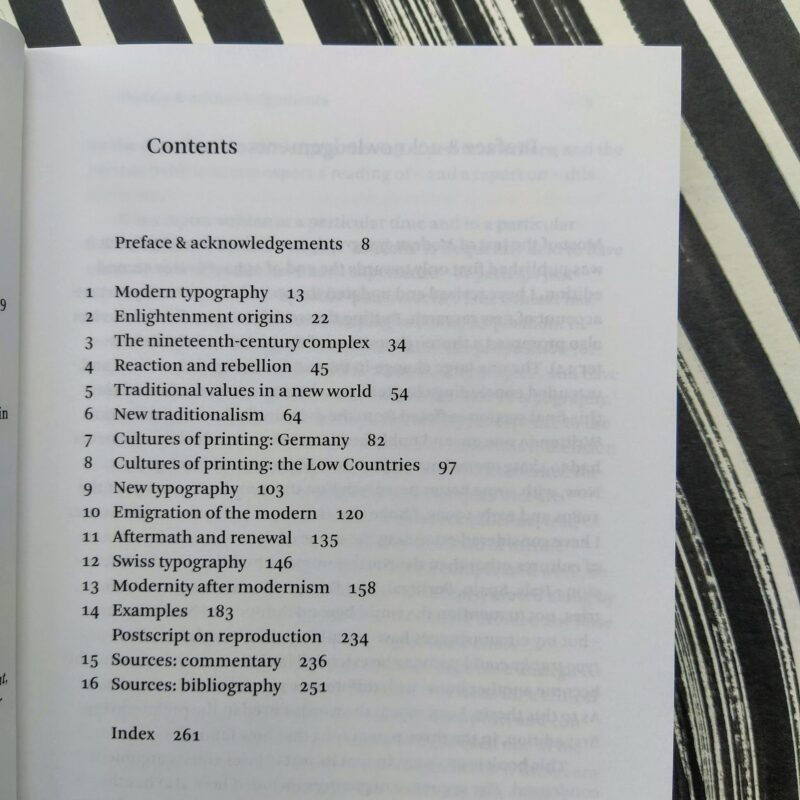 Contents
Preface & acknowledgements 8
1 Modern typography 13
2 Enlightenment origins 22
3 The nineteenth-century complex 34
4 Reaction and rebellion 45
5 Traditional values in a new world 54
6 New traditionalism 64
7 Cultures of printing: Germany 82
8 Cultures of printing: the Low Countries 97
9 New typography 103
10 Emigration of the modern 120
11 Aftermath and renewal 135
12 Swiss typography 146
13 Modernity after modernism 158
14 Examples 183
Postscript on reproduction 234
15 Sources: commentary 236
16 Sources: bibliography 251
Index 261